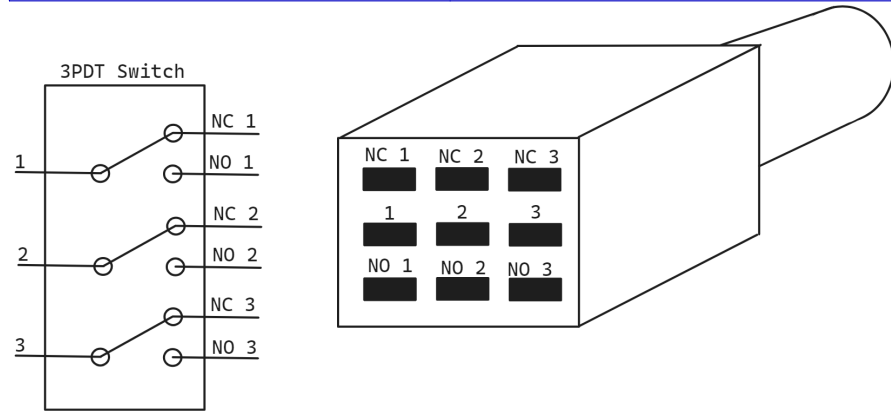 3PDT Switch
NC 1
1
NO 1
NC 2
2
NO 2
NC 3
3
NO 3
NC 1 NC 2 NC 3
1 2 3
NO 1 NO 2 NO 3